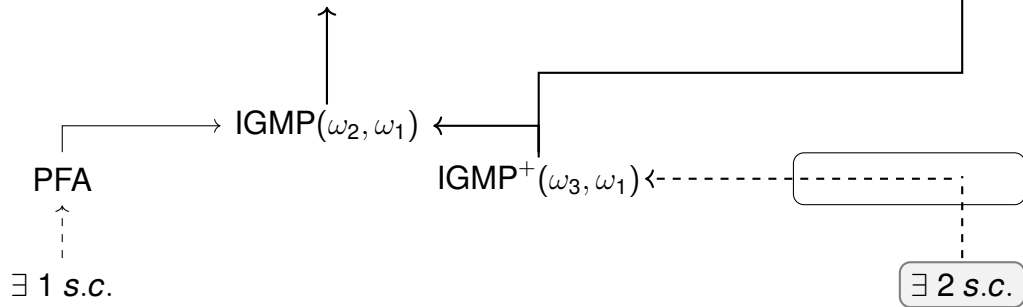 IGMP(ω₂, ω₁)
PFA
IGMP⁺(ω₃, ω₁)
∃ 1 s.c.
∃ 2 s.c.